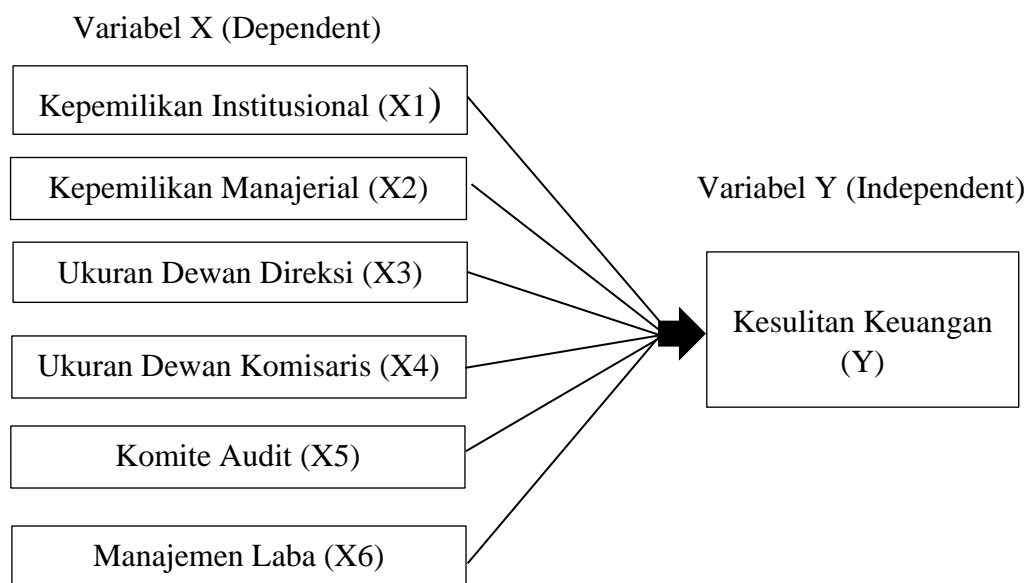 Variabel X (Dependent)
Kepemilikan Institusional (X1)
Kepemilikan Manajerial (X2)
Ukuran Dewan Direksi (X3)
Ukuran Dewan Komisaris (X4)
Komite Audit (X5)
Manajemen Laba (X6)
Variabel Y (Independent)
Kesulitan Keuangan
(Y)